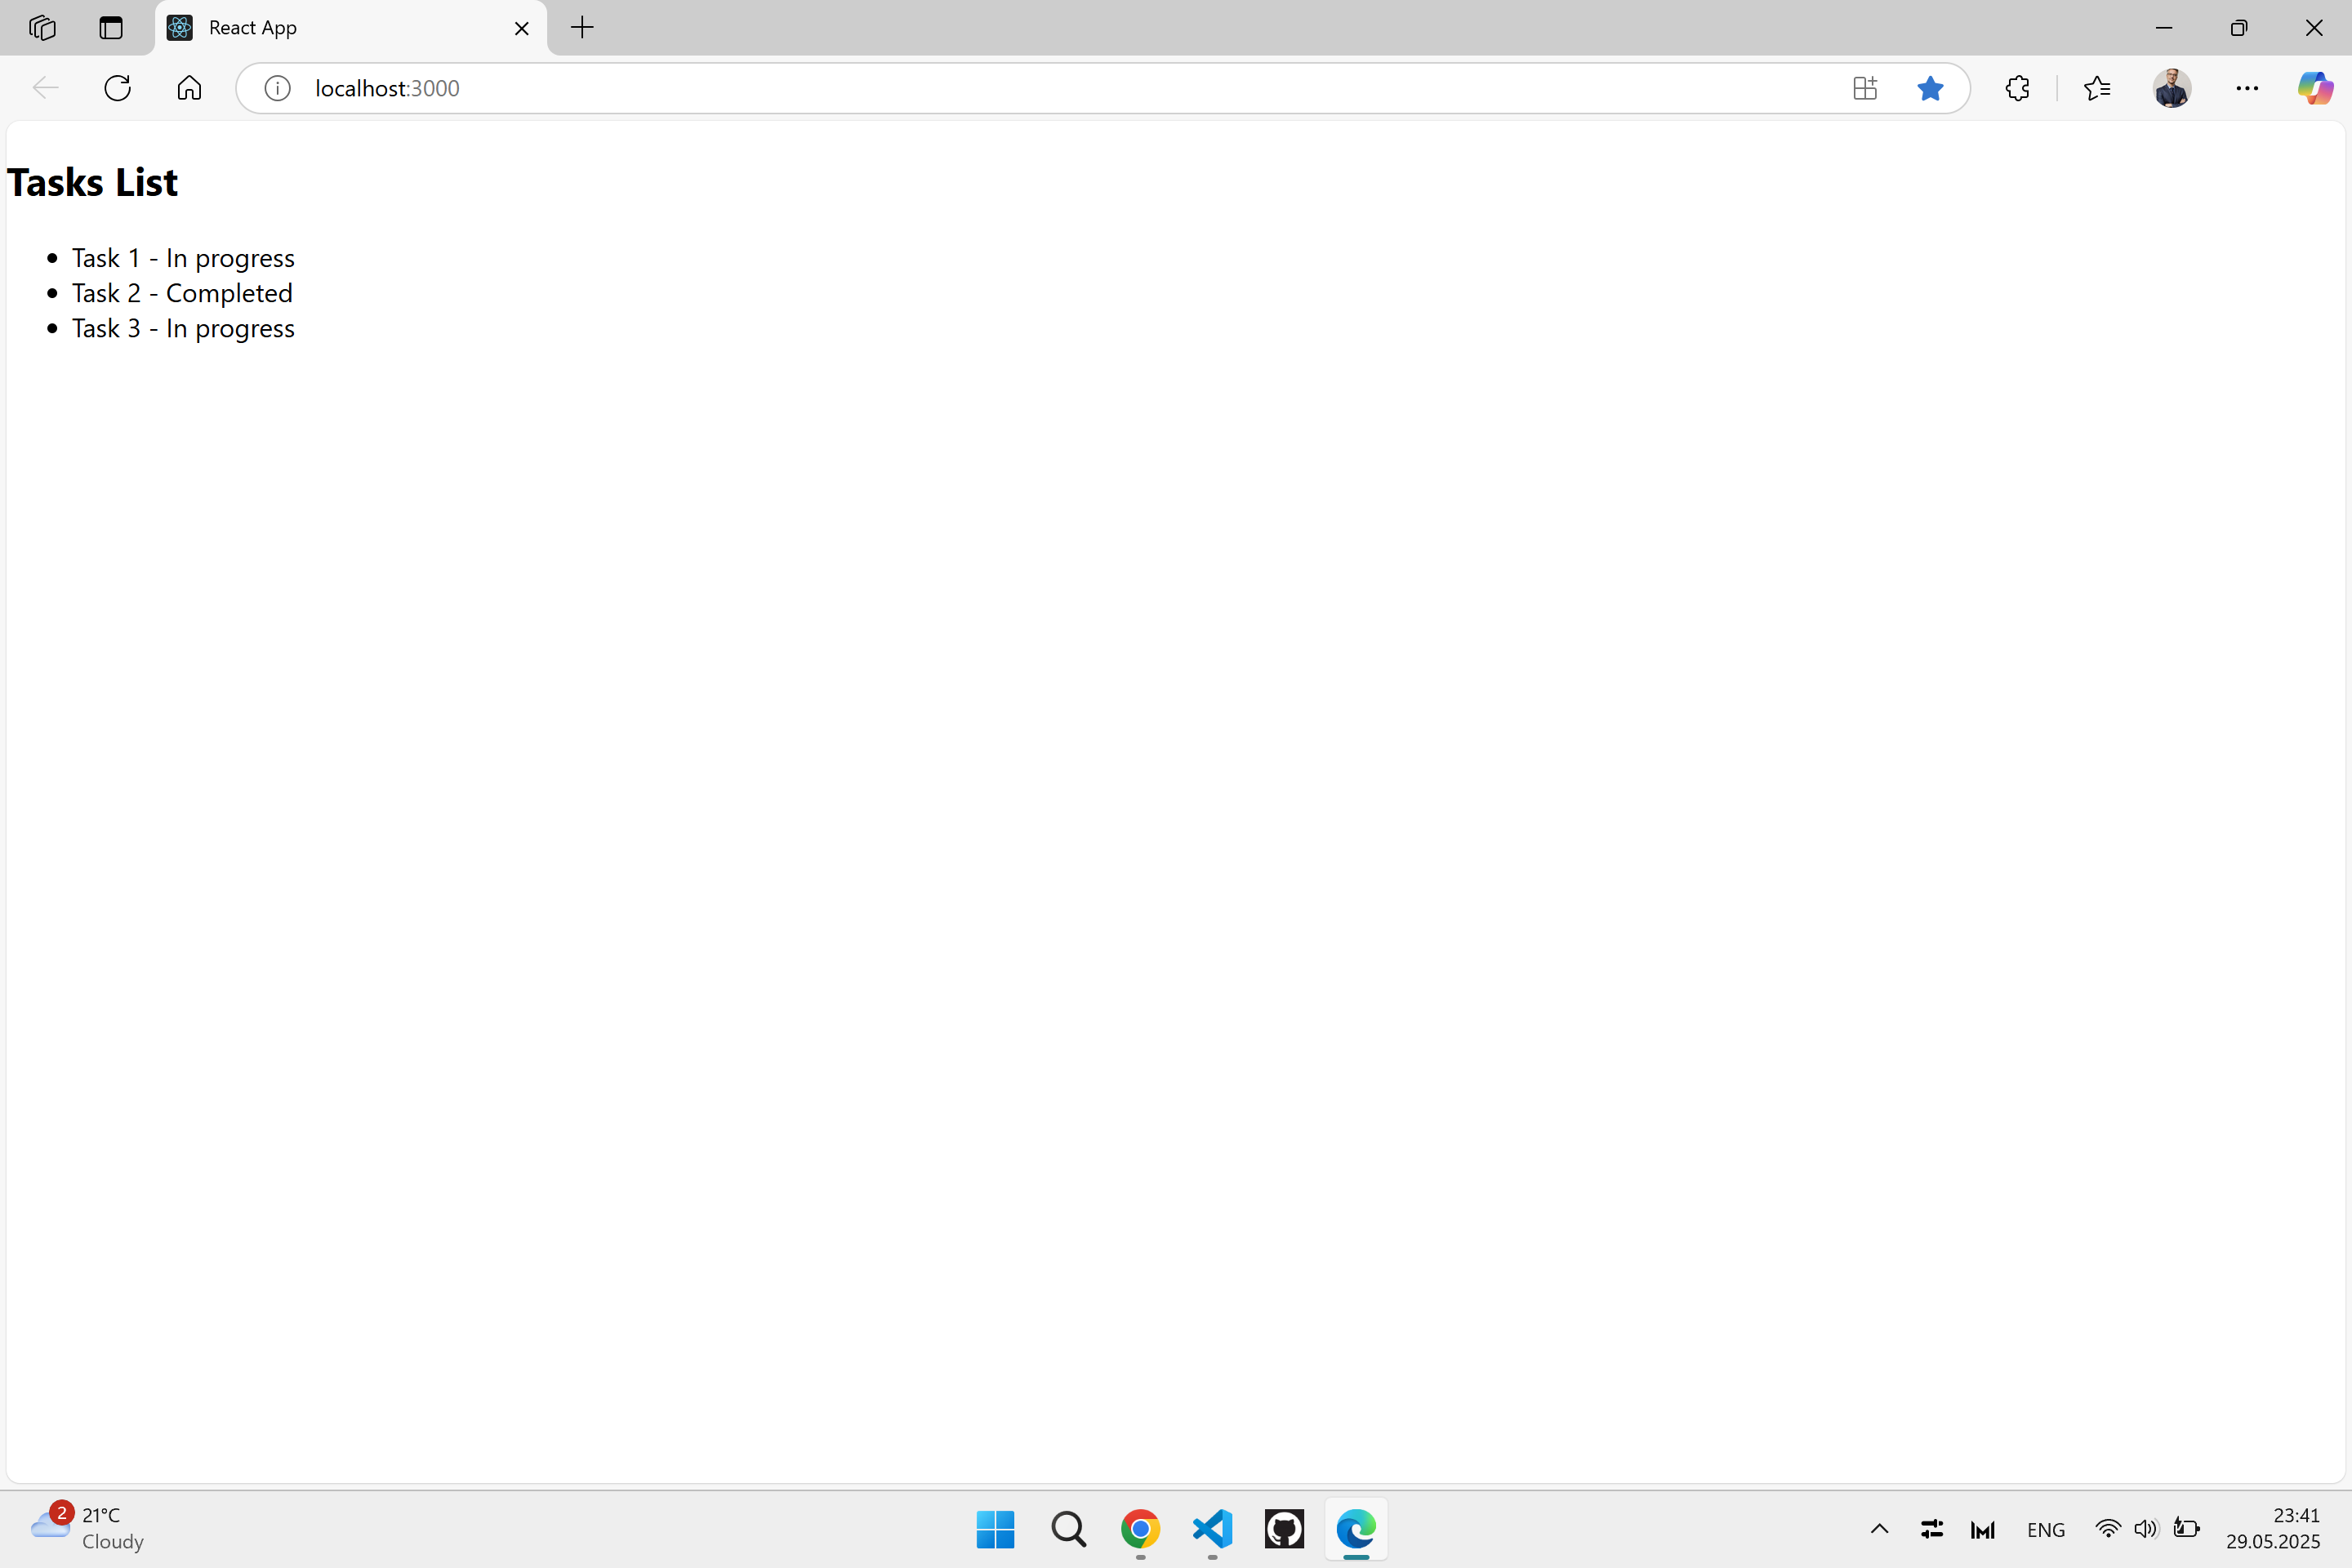 React App
localhost:3000
Tasks List
Task 1 - In progress
Task 2 - Completed
Task 3 - In progress
2
21°C
Cloudy
ENG
23:41
29.05.2025